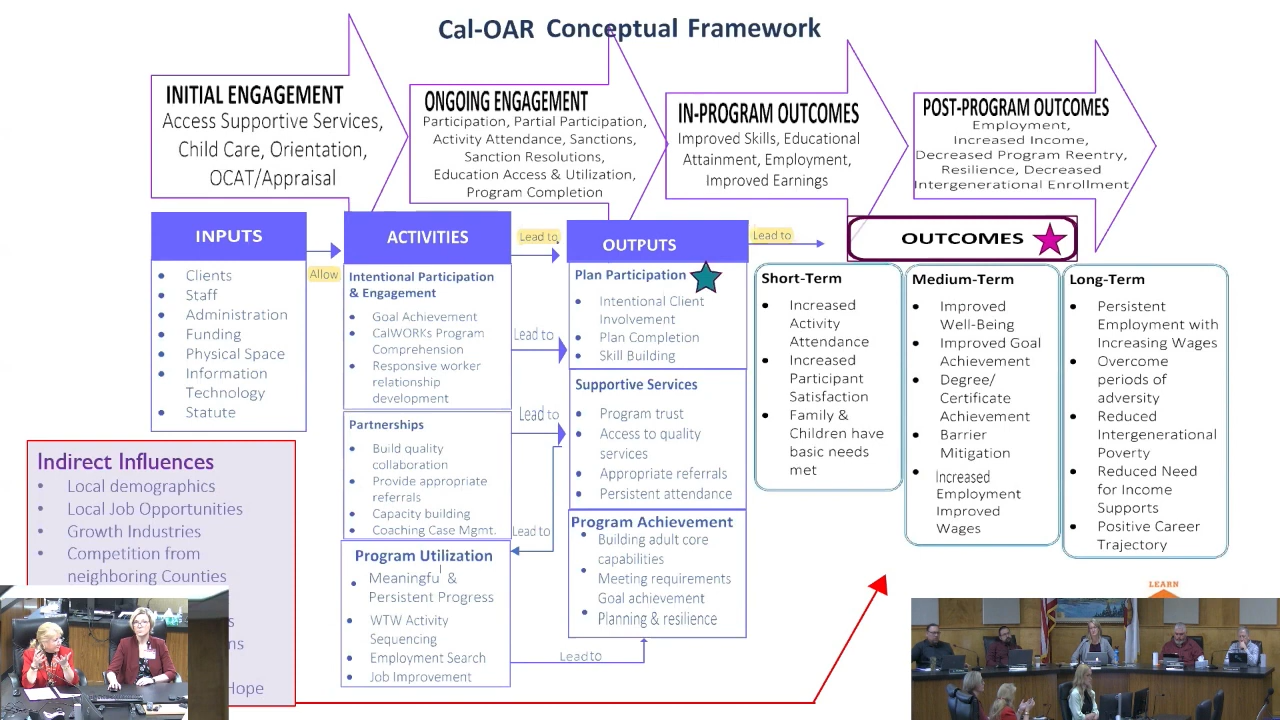 Cal-OAR Conceptual Framework
INITIAL ENGAGEMENT
Access Supportive Services,
Child Care, Orientation,
OCAT/Appraisal
ONGOING ENGAGEMENT
Participation, Partial Participation,
Activity Attendance, Sanctions,
Sanction Resolutions,
Education Access & Utilization,
Program Completion
IN-PROGRAM OUTCOMES
Improved Skills, Educational
Attainment, Employment,
Improved Earnings
POST-PROGRAM OUTCOMES
Employment,
Increased Income,
Decreased Program Reentry,
Resilience, Decreased
Intergenerational Enrollment
INPUTS
• Clients
• Staff
• Administration
• Funding
• Physical Space
• Information
Technology
• Statute
Allow
ACTIVITIES
Intentional Participation
& Engagement
• Goal Achievement
• CalWORKs Program
Comprehension
• Responsive worker
relationship
development
Partnerships
• Build quality
collaboration
• Provide appropriate
referrals
• Capacity building
• Coaching Case Mgmt.
Program Utilization
• Meaningful &
Persistent Progress
• WTW Activity
Sequencing
• Employment Search
• Job Improvement
Lead to
Lead to
Lead to
Lead to
Lead to
OUTPUTS
Plan Participation
• Intentional Client
Involvement
• Plan Completion
• Skill Building
Supportive Services
• Program trust
• Access to quality
services
• Appropriate referrals
• Persistent attendance
Program Achievement
• Building adult core
capabilities
• Meeting requirements
Goal achievement
• Planning & resilience
Lead to
OUTCOMES
Short-Term
• Increased
Activity
Attendance
• Increased
Participant
Satisfaction
• Family &
Children have
basic needs
met
Medium-Term
• Improved
Well-Being
• Improved Goal
Achievement
• Degree/
Certificate
Achievement
• Barrier
Mitigation
• Increased
Employment
Improved
Wages
Long-Term
• Persistent
Employment with
Increasing Wages
• Overcome
periods of
adversity
• Reduced
Intergenerational
Poverty
• Reduced Need
for Income
Supports
• Positive Career
Trajectory
Indirect Influences
• Local demographics
• Local Job Opportunities
• Growth Industries
• Competition from
neighboring Counties
Hope
LEARN